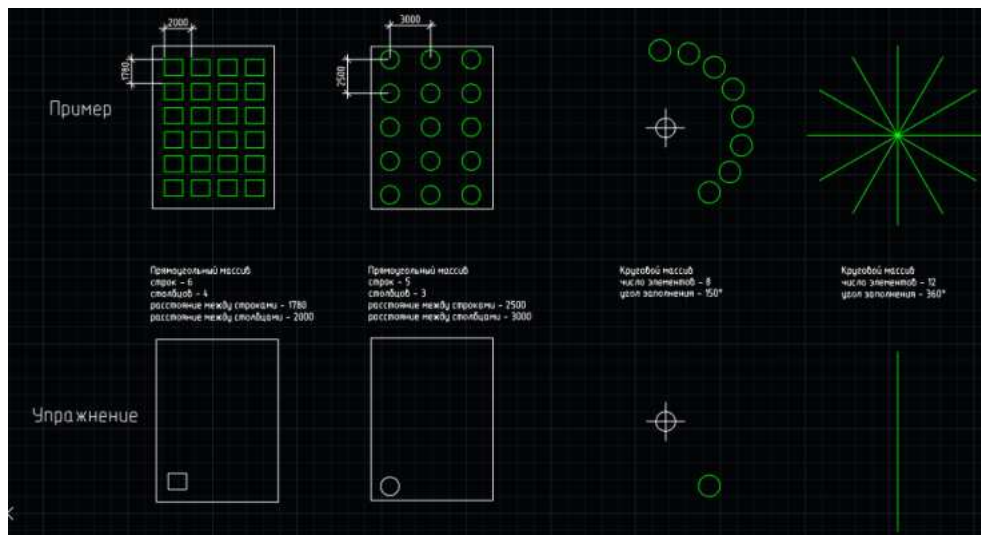 2000
3000
1780
2500
Пример
Прямоугольный массив
строк – 6
столбцов – 4
расстояние между строками – 1780
расстояние между столбцами – 2000
Прямоугольный массив
строк – 5
столбцов – 3
расстояние между строками – 2500
расстояние между столбцами – 3000
Круговой массив
число элементов – 8
угол заполнения – 150°
Круговой массив
число элементов – 12
угол заполнения – 360°
Упражнение